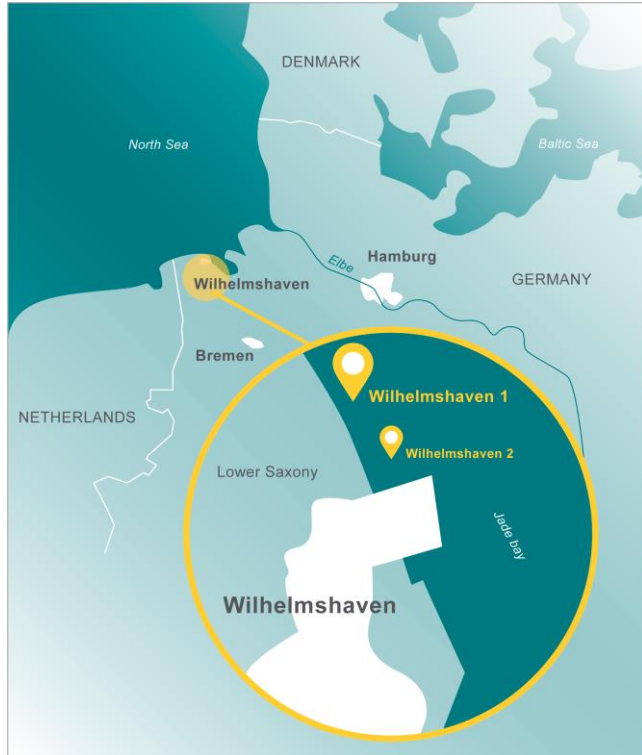 DENMARK
North Sea
Baltic Sea
Hamburg
Elbe
GERMANY
Wilhelmshaven
Bremen
Wilhelmshaven 1
NETHERLANDS
Wilhelmshaven 2
Lower Saxony
Jade bay
Wilhelmshaven